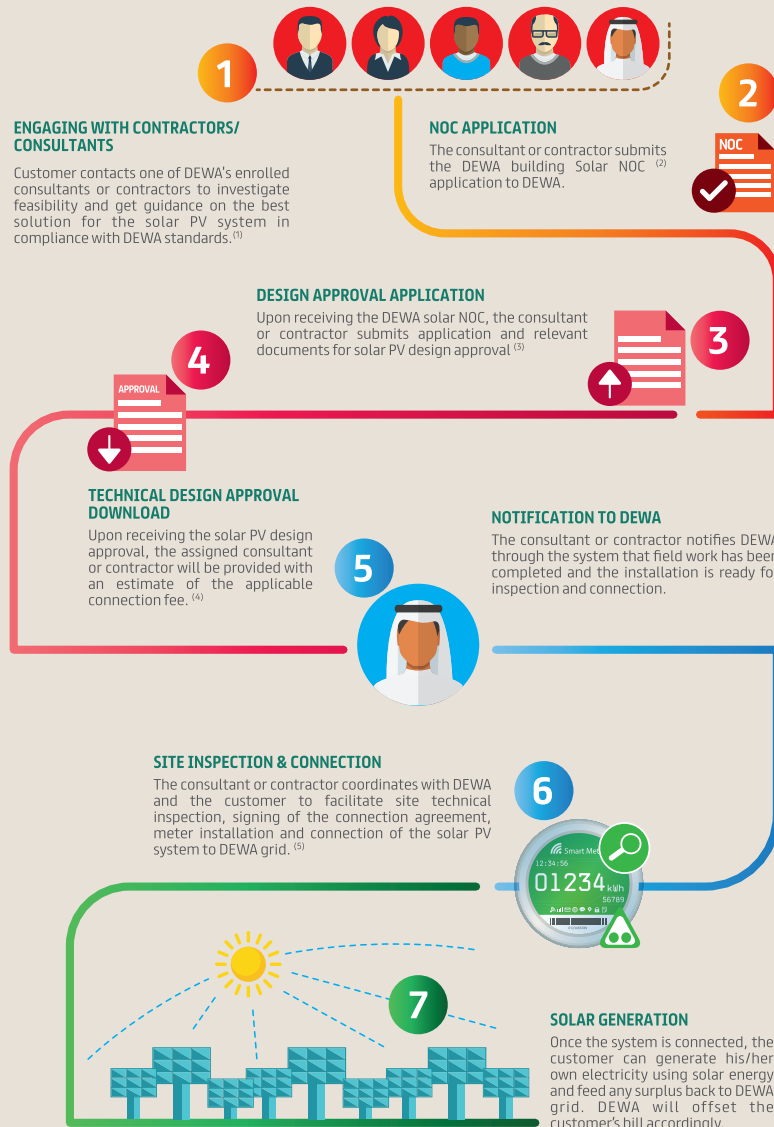 1
2
ENGAGING WITH CONTRACTORS/
CONSULTANTS
Customer contacts one of DEWA's enrolled
consultants or contractors to investigate
feasibility and get guidance on the best
solution for the solar PV system in
compliance with DEWA standards.(1)
NOC APPLICATION
The consultant or contractor submits
the DEWA building Solar NOC (2)
application to DEWA.
NOC
DESIGN APPROVAL APPLICATION
Upon receiving the DEWA solar NOC, the consultant
or contractor submits application and relevant
documents for solar PV design approval (3)
3
4
APPROVAL
TECHNICAL DESIGN APPROVAL
DOWNLOAD
Upon receiving the solar PV design
approval, the assigned consultant
or contractor will be provided with
an estimate of the applicable
connection fee. (4)
5
NOTIFICATION TO DEWA
The consultant or contractor notifies DEWA
through the system that field work has been
completed and the installation is ready fo
inspection and connection.
SITE INSPECTION & CONNECTION
The consultant or contractor coordinates with DEWA
and the customer to facilitate site technical
inspection, signing of the connection agreement,
meter installation and connection of the solar PV
system to DEWA grid. (5)
6
Smart Me
12:34:56
01234 kWh
56789
7
SOLAR GENERATION
Once the system is connected, the
customer can generate his/her
own electricity using solar energy
and feed any surplus back to DEWA
grid. DEWA will offset the
customer's bill accordingly.